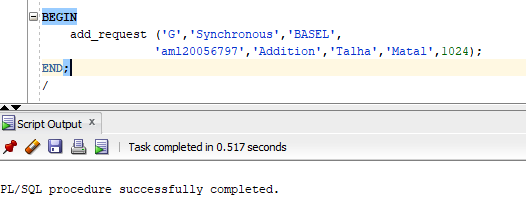 BEGIN
add_request ('G','Synchronous','BASEL',
'aml20056797','Addition','Talha','Matal',1024);
END;
/
Script Output x
Task completed in 0.517 seconds
PL/SQL procedure successfully completed.